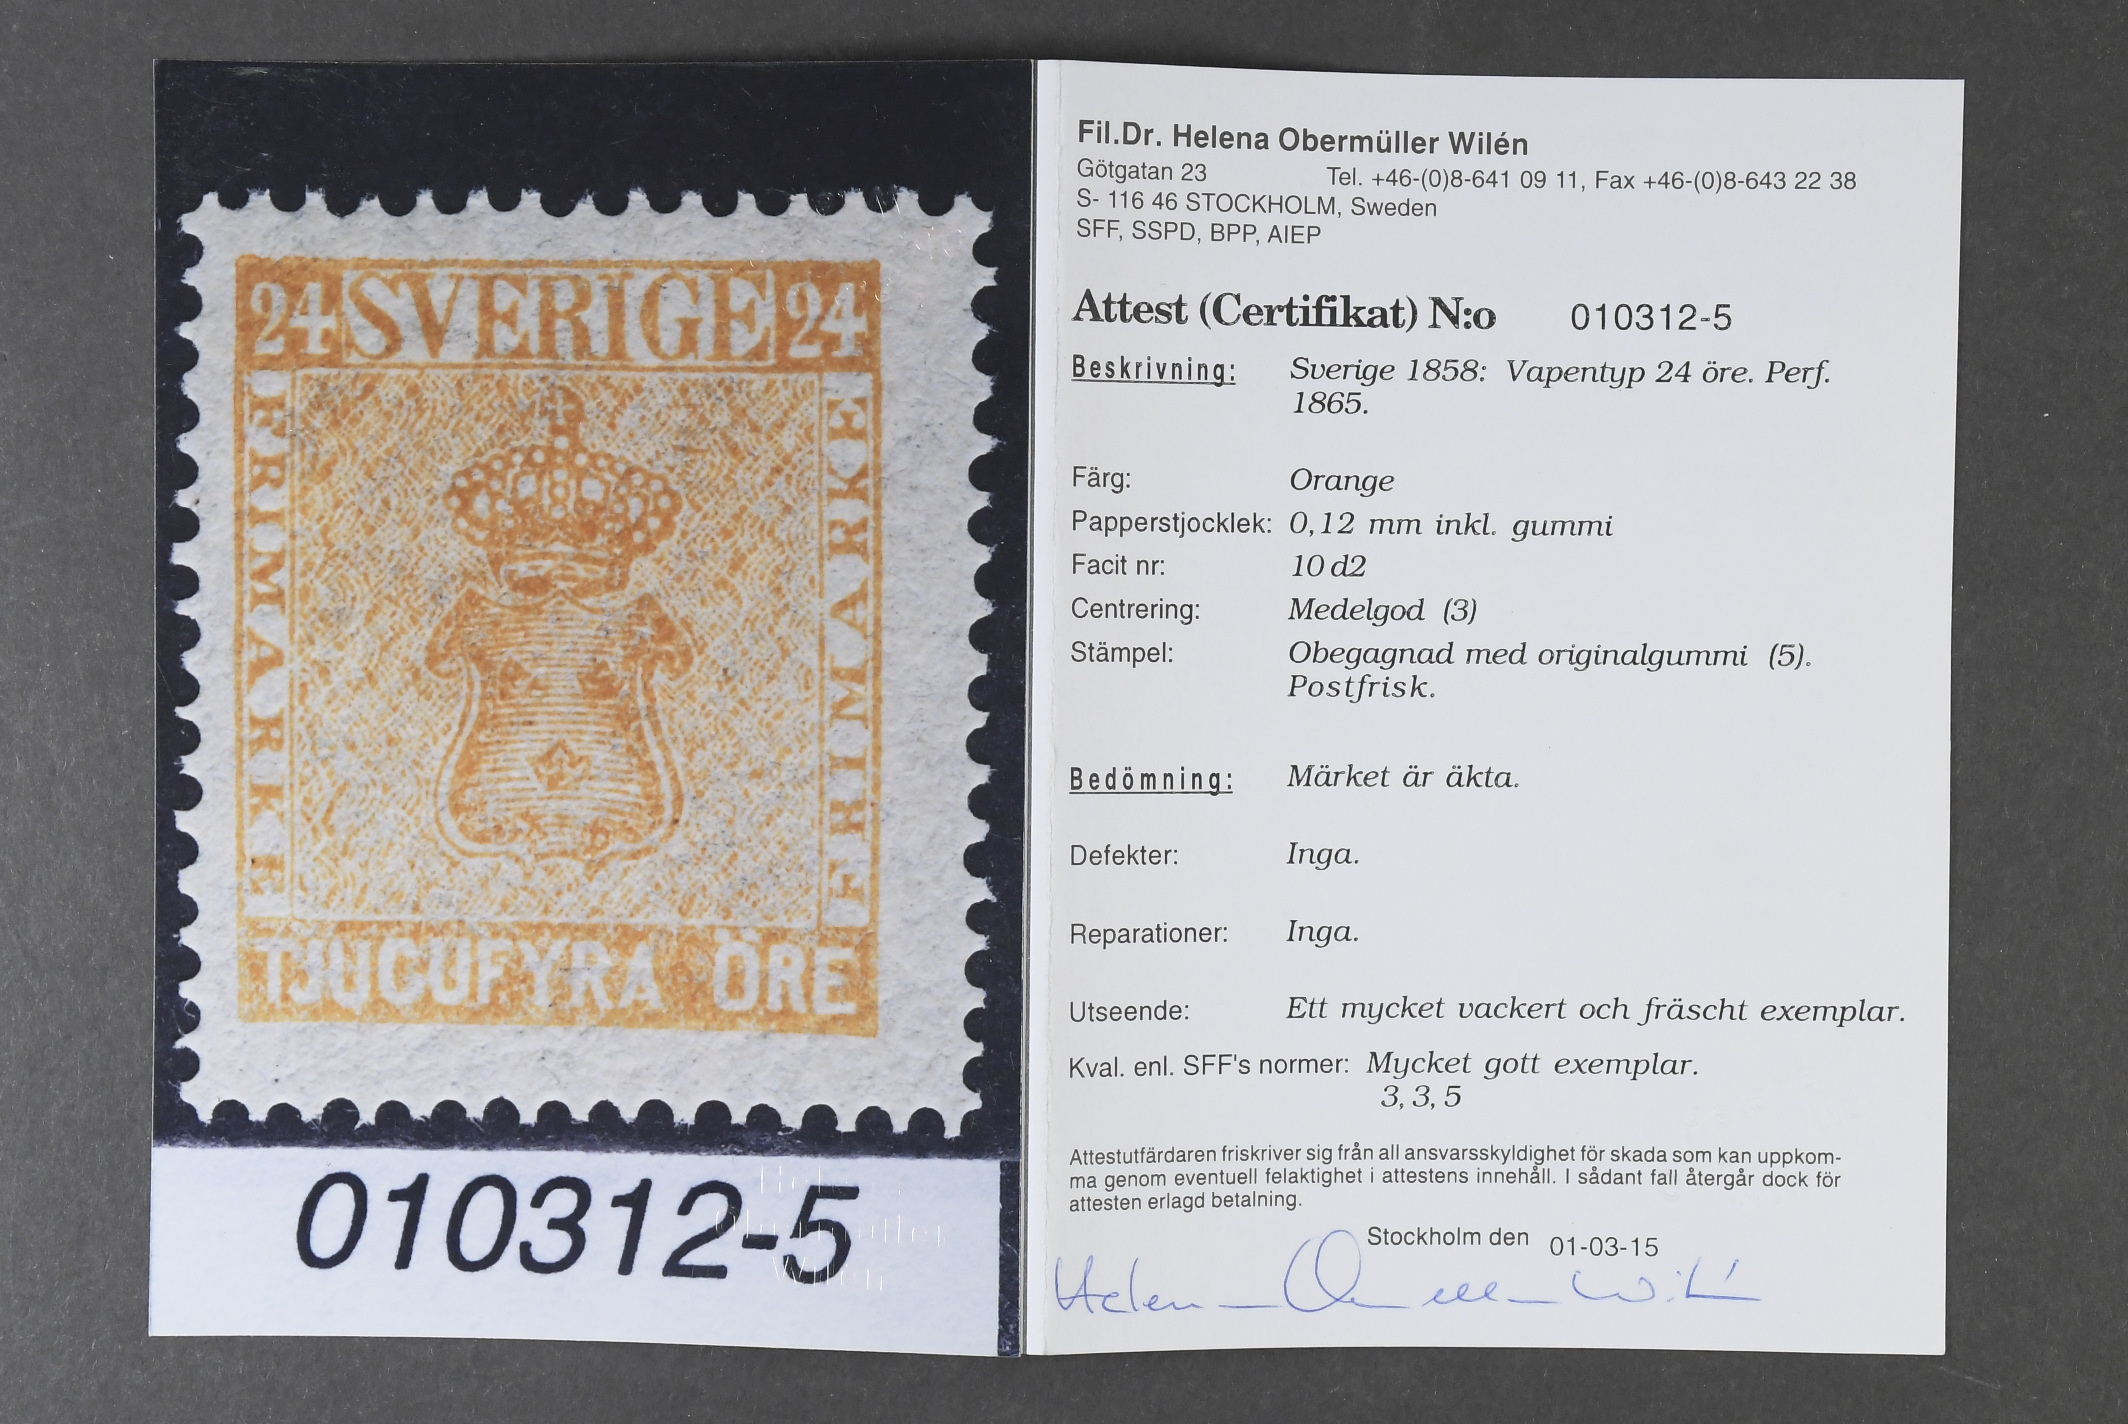 24 SVERIGE 24
FRIMÄRKE
FRIMÄRKE
TJUGUFYRA ÖRE
010312-5
Fil.Dr. Helena Obermüller Wilén
Götgatan 23 Tel. +46-(0)8-641 09 11, Fax +46-(0)8-643 22 38
S- 116 46 STOCKHOLM, Sweden
SFF, SSPD, BPP, AIEP
Attest (Certifikat) N:o 010312-5
Beskrivning: Sverige 1858: Vapentyp 24 öre. Perf.
1865.
Färg: Orange
Papperstjocklek: 0,12 mm inkl. gummi
Facit nr: 10 d2
Centrering: Medelgod (3)
Stämpel: Obegagnad med originalgummi (5).
Postfrisk.
Bedömning: Märket är äkta.
Defekter: Inga.
Reparationer: Inga.
Utseende: Ett mycket vackert och fräscht exemplar.
Kval. enl. SFF's normer: Mycket gott exemplar.
3, 3, 5
Attestutfärdaren friskriver sig från all ansvarsskyldighet för skada som kan uppkom-
ma genom eventuell felaktighet i attestens innehåll. I sådant fall återgår dock för
attesten erlagd betalning.
Stockholm den 01-03-15